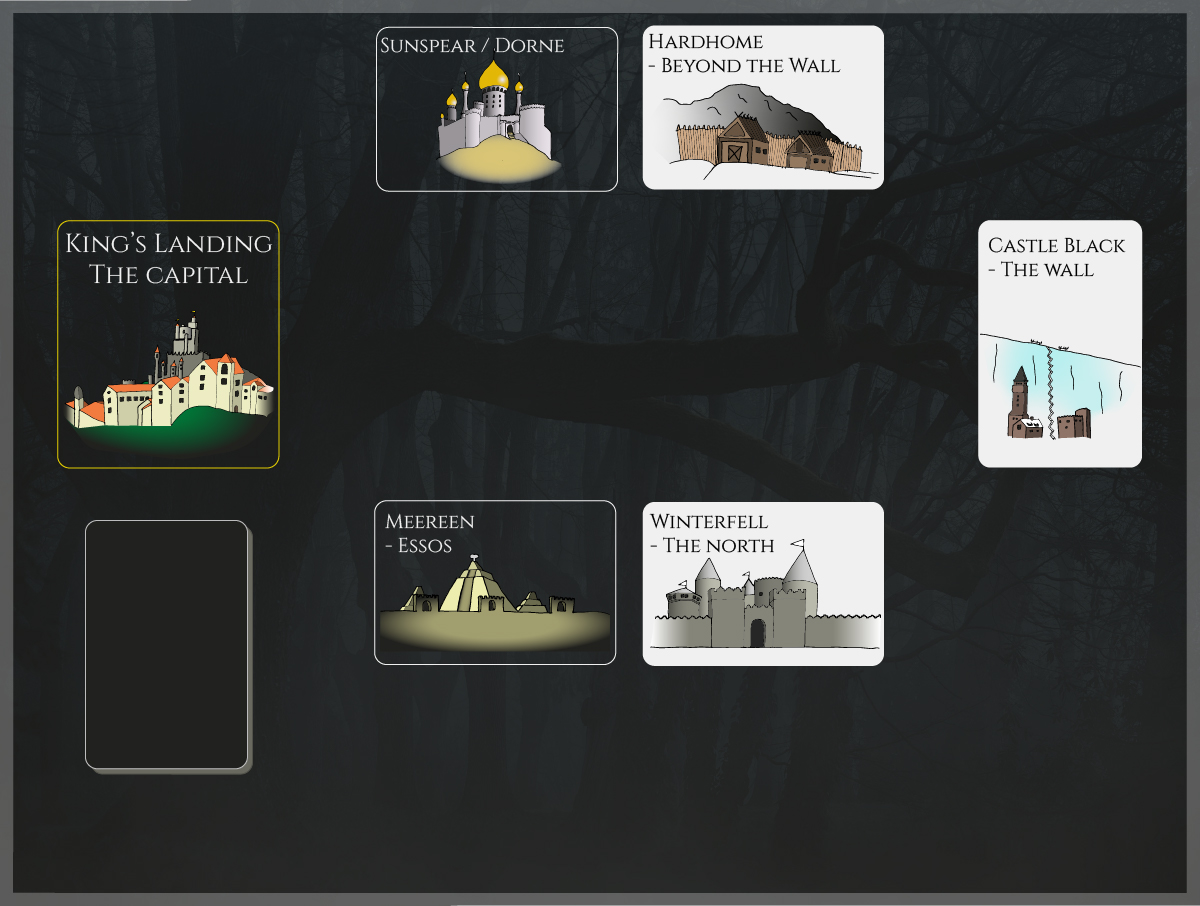 Sunspear / Dorne
Hardhome
- Beyond the Wall
King's Landing
The capital
Castle Black
- The wall
Meereen
- Essos
Winterfell
- The north